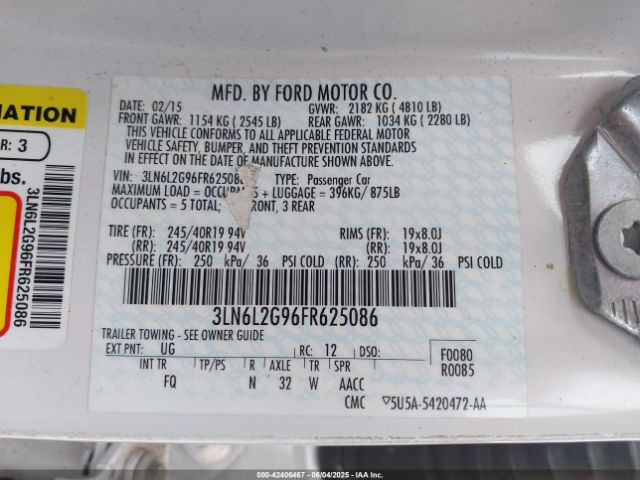 MFD. BY FORD MOTOR CO.
DATE: 02/15 GVWR: 2182 KG ( 4810 LB)
FRONT GAWR: 1154 KG ( 2545 LB) REAR GAWR: 1034 KG ( 2280 LB)
THIS VEHICLE CONFORMS TO ALL APPLICABLE FEDERAL MOTOR
VEHICLE SAFETY, BUMPER, AND THEFT PREVENTION STANDARDS
IN EFFECT ON THE DATE OF MANUFACTURE SHOWN ABOVE.
VIN: 3LN6L2G96FR625086 TYPE: Passenger Car
MAXIMUM LOAD = OCCUPANTS + LUGGAGE = 396KG/ 875LB
OCCUPANTS = 5 TOTAL; FRONT, 3 REAR
TIRE (FR): 245/40R19 94V RIMS (FR): 19x8.0J
(RR): 245/40R19 94V (RR): 19x8.0J
PRESSURE (FR): 250 kPa/ 36 PSI COLD (RR): 250 kPa/ 36 PSI COLD
3LN6L2G96FR625086
TRAILER TOWING - SEE OWNER GUIDE
EXT PNT: UG RC: 12 DSO: F0080
INT TR TP/PS R AXLE TR SPR R0085
FQ N 32 W AACC
CMC ▽5U5A-5420472-AA
MATION
R: 3
bs.
3LN6L2G96FR625086
000-42406467 - 06/04/2025 - IAAI.COM